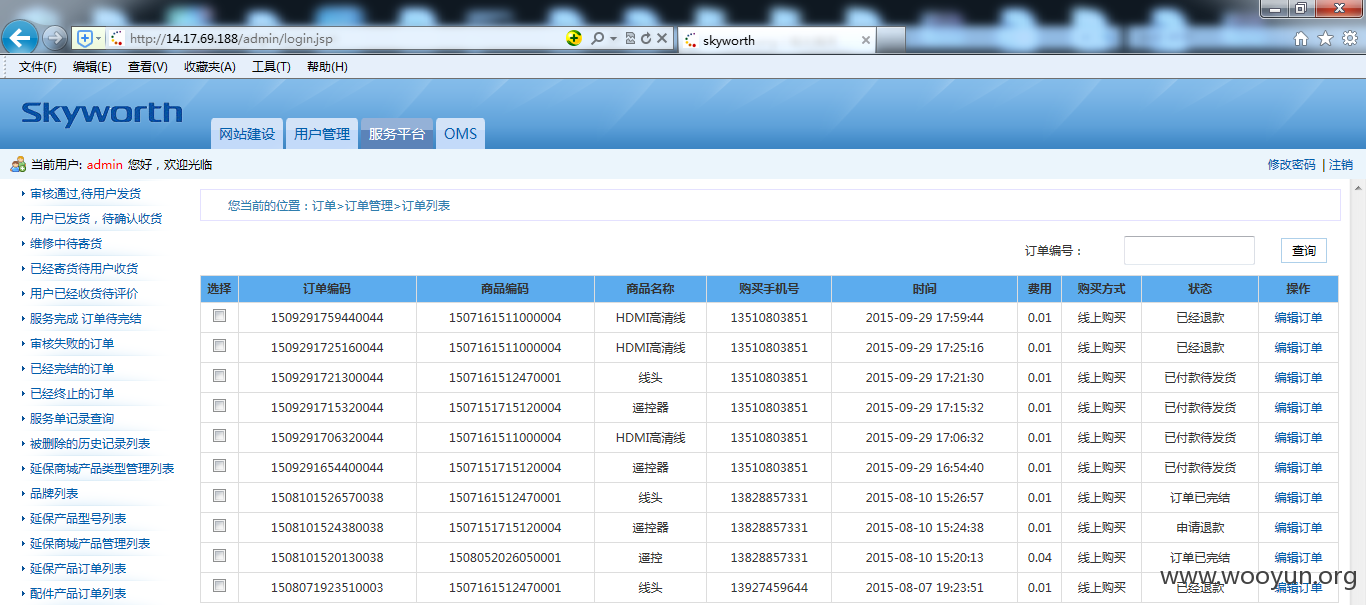 http://14.17.69.188/admin/login.jsp
skyworth
文件(F) 编辑(E) 查看(V) 收藏夹(A) 工具(T) 帮助(H)
Skyworth
网站建设 用户管理 服务平台 OMS
当前用户: admin 您好，欢迎光临
修改密码 | 注销
审核通过,待用户发货
用户已发货，待确认收货
维修中待寄货
已经寄货待用户收货
用户已经收货待评价
服务完成 订单待完结
审核失败的订单
已经完结的订单
已经终止的订单
服务单记录查询
被删除的历史记录列表
延保商城产品类型管理列表
品牌列表
延保产品型号列表
延保商城产品管理列表
延保产品订单列表
配件产品订单列表
您当前的位置：订单>订单管理>订单列表
订单编号： 查询
选择 订单编码 商品编码 商品名称 购买手机号 时间 费用 购买方式 状态 操作
1509291759440044 1507161511000004 HDMI高清线 13510803851 2015-09-29 17:59:44 0.01 线上购买 已经退款 编辑订单
1509291725160044 1507161511000004 HDMI高清线 13510803851 2015-09-29 17:25:16 0.01 线上购买 已经退款 编辑订单
1509291721300044 1507161512470001 线头 13510803851 2015-09-29 17:21:30 0.01 线上购买 已付款待发货 编辑订单
1509291715320044 1507151715120004 遥控器 13510803851 2015-09-29 17:15:32 0.01 线上购买 已付款待发货 编辑订单
1509291706320044 1507161511000004 HDMI高清线 13510803851 2015-09-29 17:06:32 0.01 线上购买 已付款待发货 编辑订单
1509291654400044 1507151715120004 遥控器 13510803851 2015-09-29 16:54:40 0.01 线上购买 已付款待发货 编辑订单
1508101526570038 1507161512470001 线头 13828857331 2015-08-10 15:26:57 0.01 线上购买 订单已完结 编辑订单
1508101524380038 1507151715120004 遥控器 13828857331 2015-08-10 15:24:38 0.01 线上购买 申请退款 编辑订单
1508101520130038 1508052026050001 遥控 13828857331 2015-08-10 15:20:13 0.04 线上购买 订单已完结 编辑订单
1508071923510003 1507161512470001 线头 13927459644 2015-08-07 19:23:51 0.01 线上购买 已经退款 编辑订单
www.wooyun.org